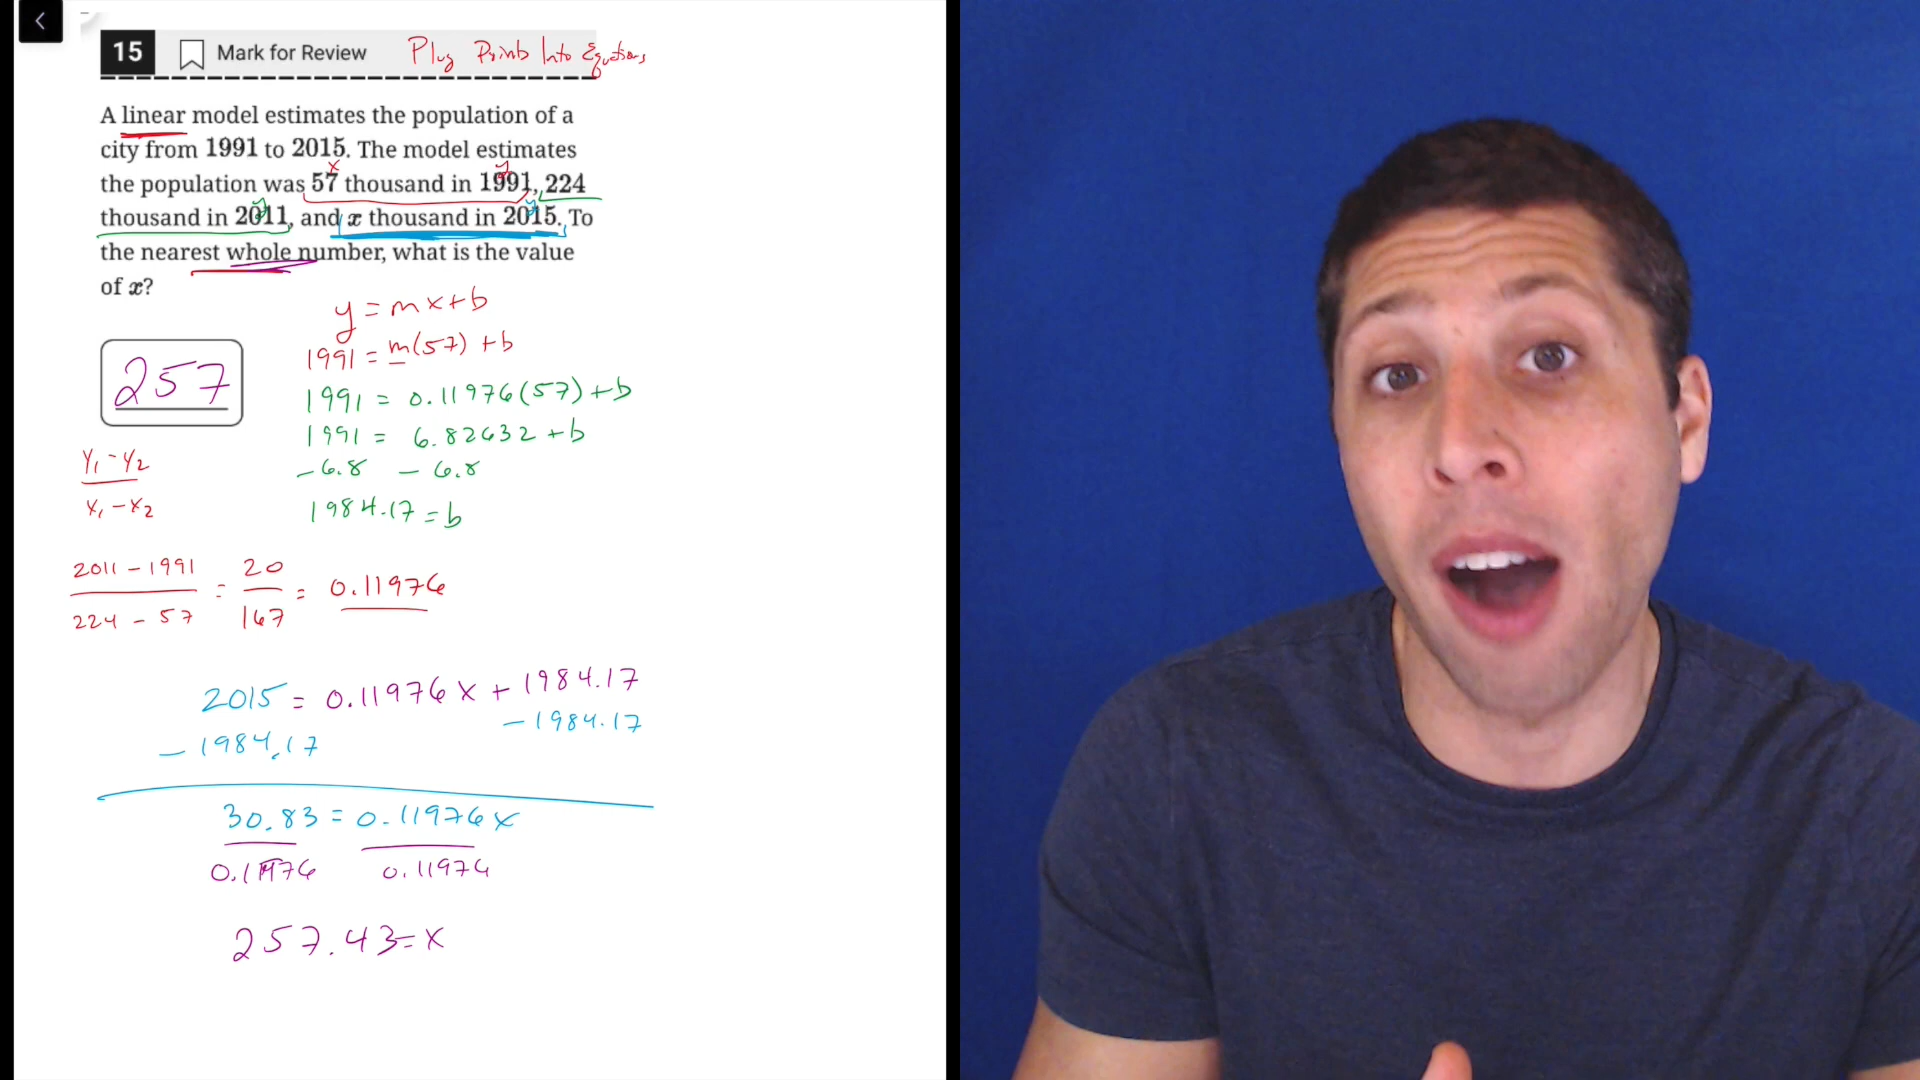 15 Mark for Review Plug Points Into Equations
A linear model estimates the population of a
city from 1991 to 2015. The model estimates
the population was 57 thousand in 1991, 224
thousand in 2011, and x thousand in 2015. To
the nearest whole number, what is the value
of x?
x
y
y
y
y = mx+b
1991 = m(57) +b
257
1991 = 0.11976(57)+b
1991 = 6.82632 +b
-6.8 -6.8
1984.17 = b
y₁-y₂
x₁-x₂
2011-1991
224-57
=
20
167
= 0.11976
2015 = 0.11976x + 1984.17
-1984.17 -1984.17
30.83 = 0.11976x
0.11976 0.11976
257.43=x